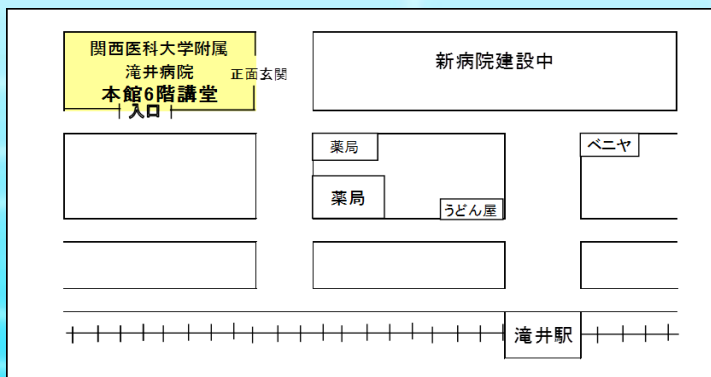 関西医科大学附属
滝井病院
正面玄関
本館6階講堂
入口
新病院建設中
薬局
ベニヤ
薬局
うどん屋
滝井駅